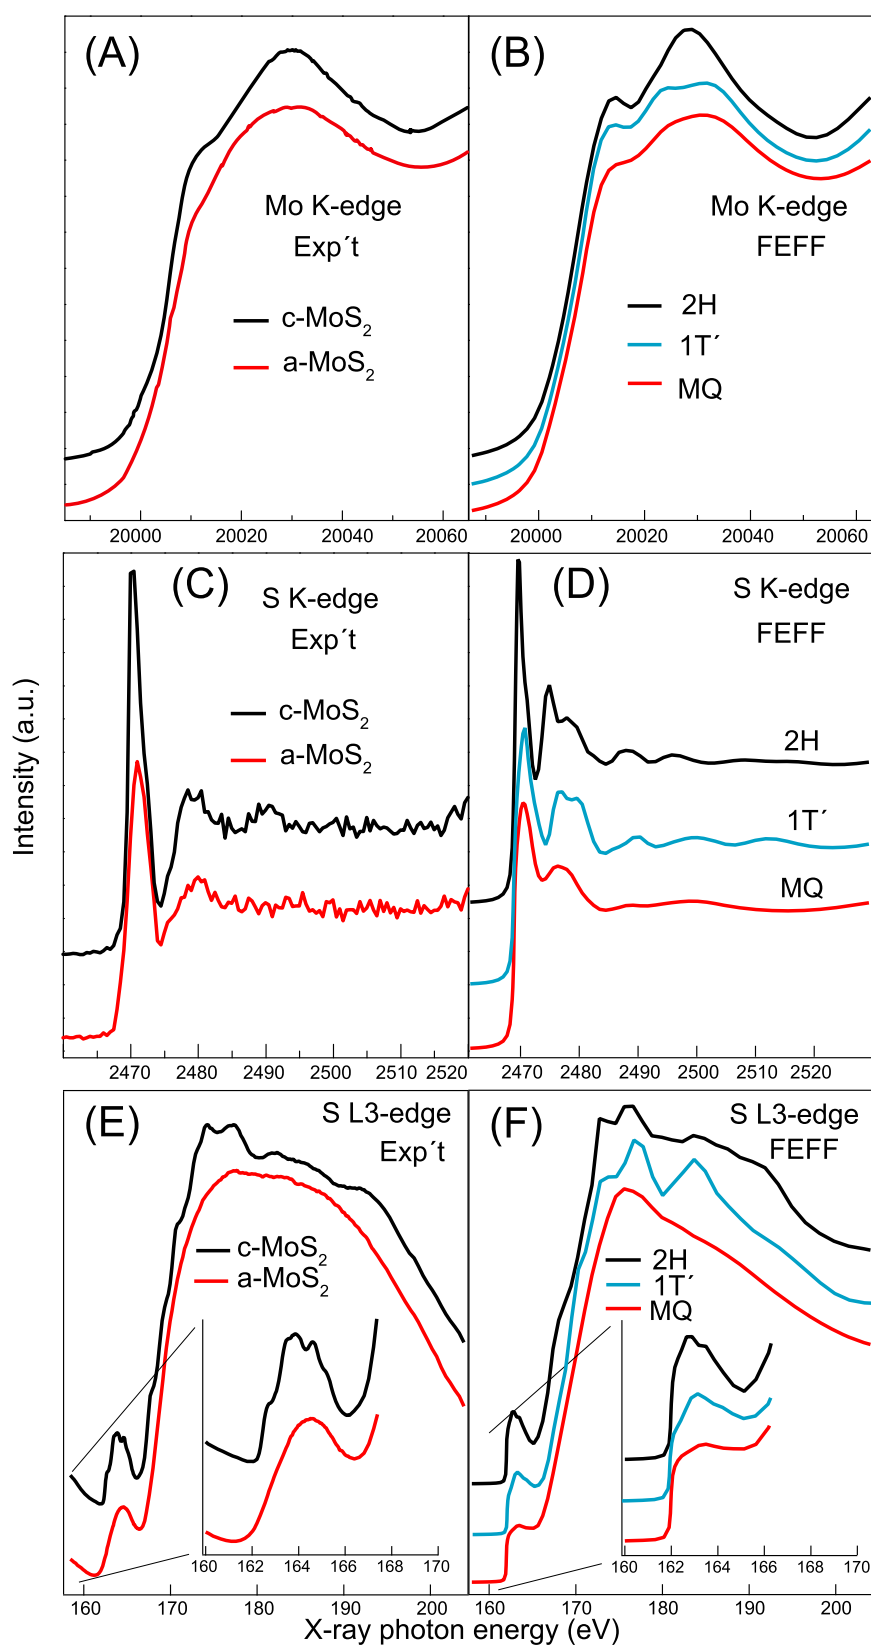 (A)
Mo K-edge
Exp´t
c-MoS2
a-MoS2
20000 20020 20040 20060
(B)
Mo K-edge
FEFF
2H
1T´
MQ
20000 20020 20040 20060
(C)
S K-edge
Exp´t
c-MoS2
a-MoS2
2470 2480 2490 2500 2510 2520
(D)
S K-edge
FEFF
2H
1T´
MQ
2470 2480 2490 2500 2510 2520
Intensity (a.u.)
(E)
S L3-edge
Exp´t
c-MoS2
a-MoS2
160 162 164 166 168 170
160 170 180 190 200
(F)
S L3-edge
FEFF
2H
1T´
MQ
160 162 164 166 168 170
160 170 180 190 200
X-ray photon energy (eV)